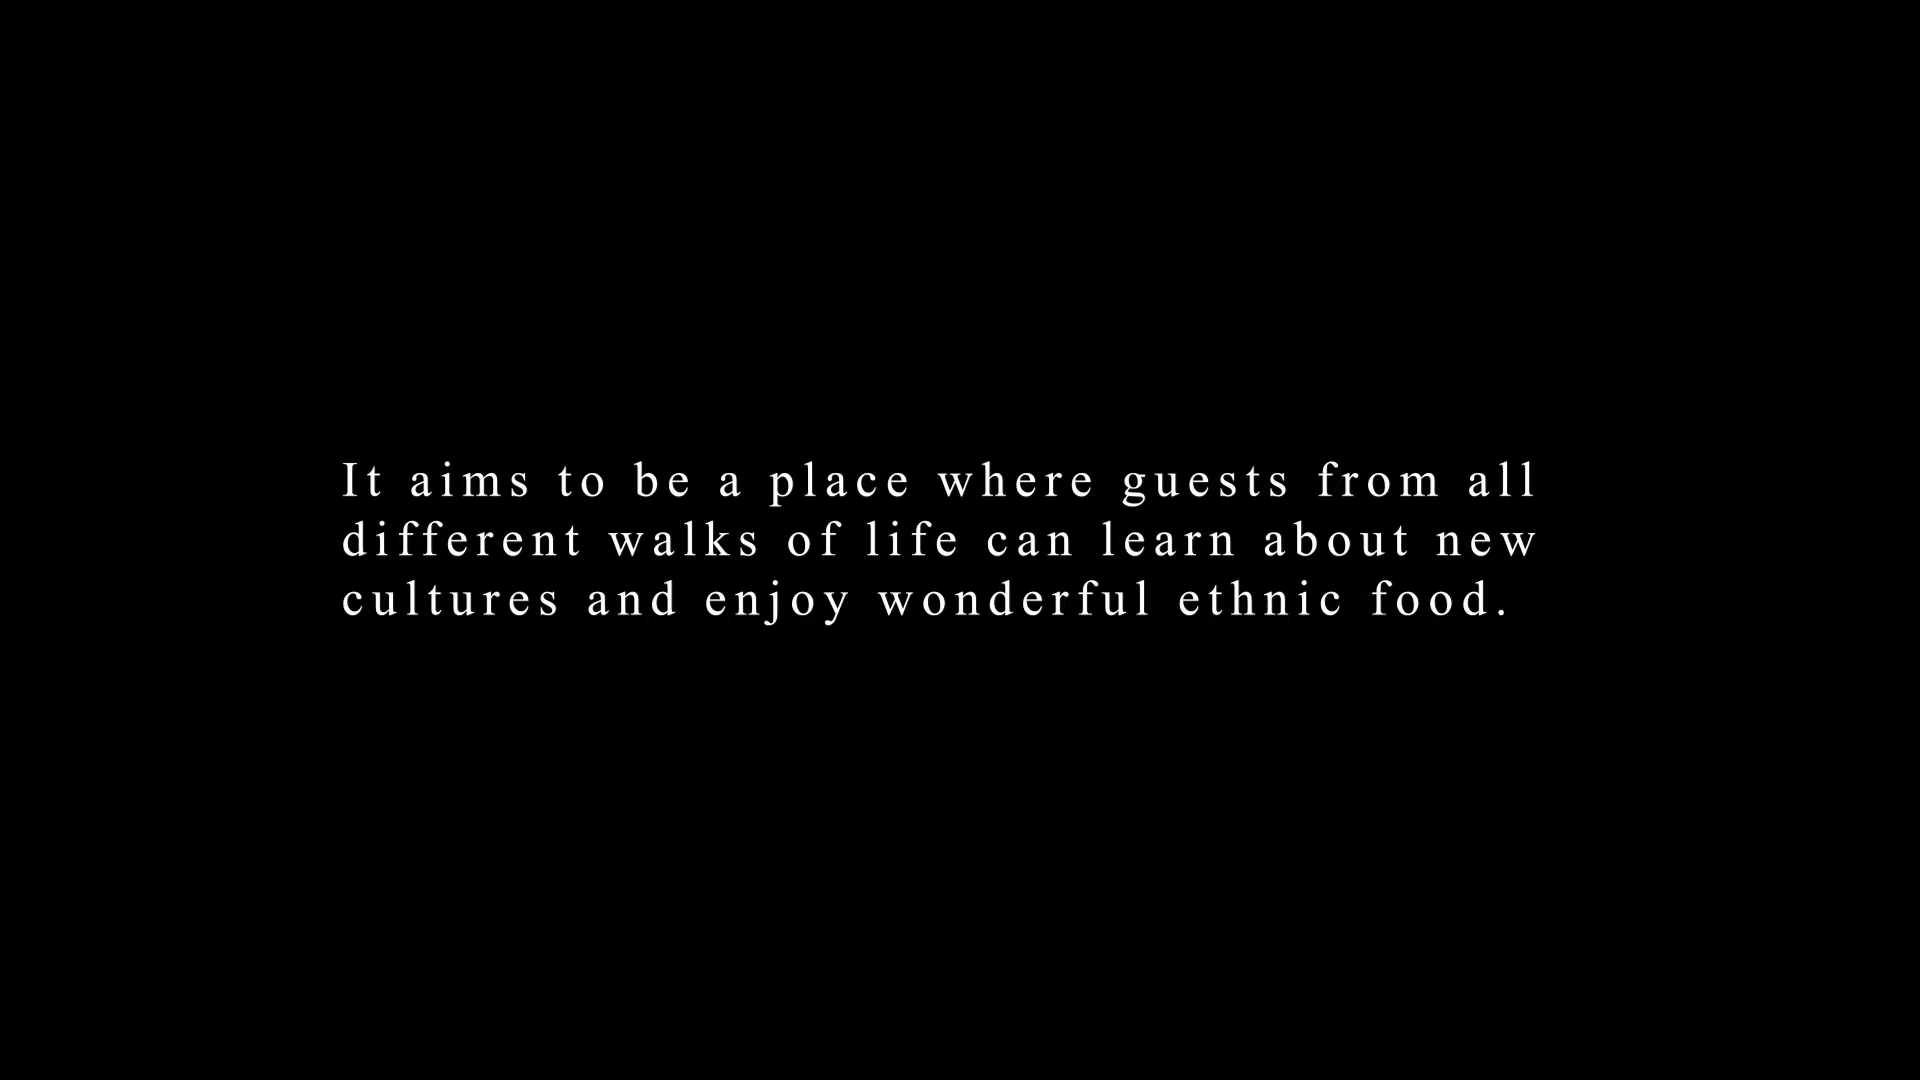 It aims to be a place where guests from all
different walks of life can learn about new
cultures and enjoy wonderful ethnic food.